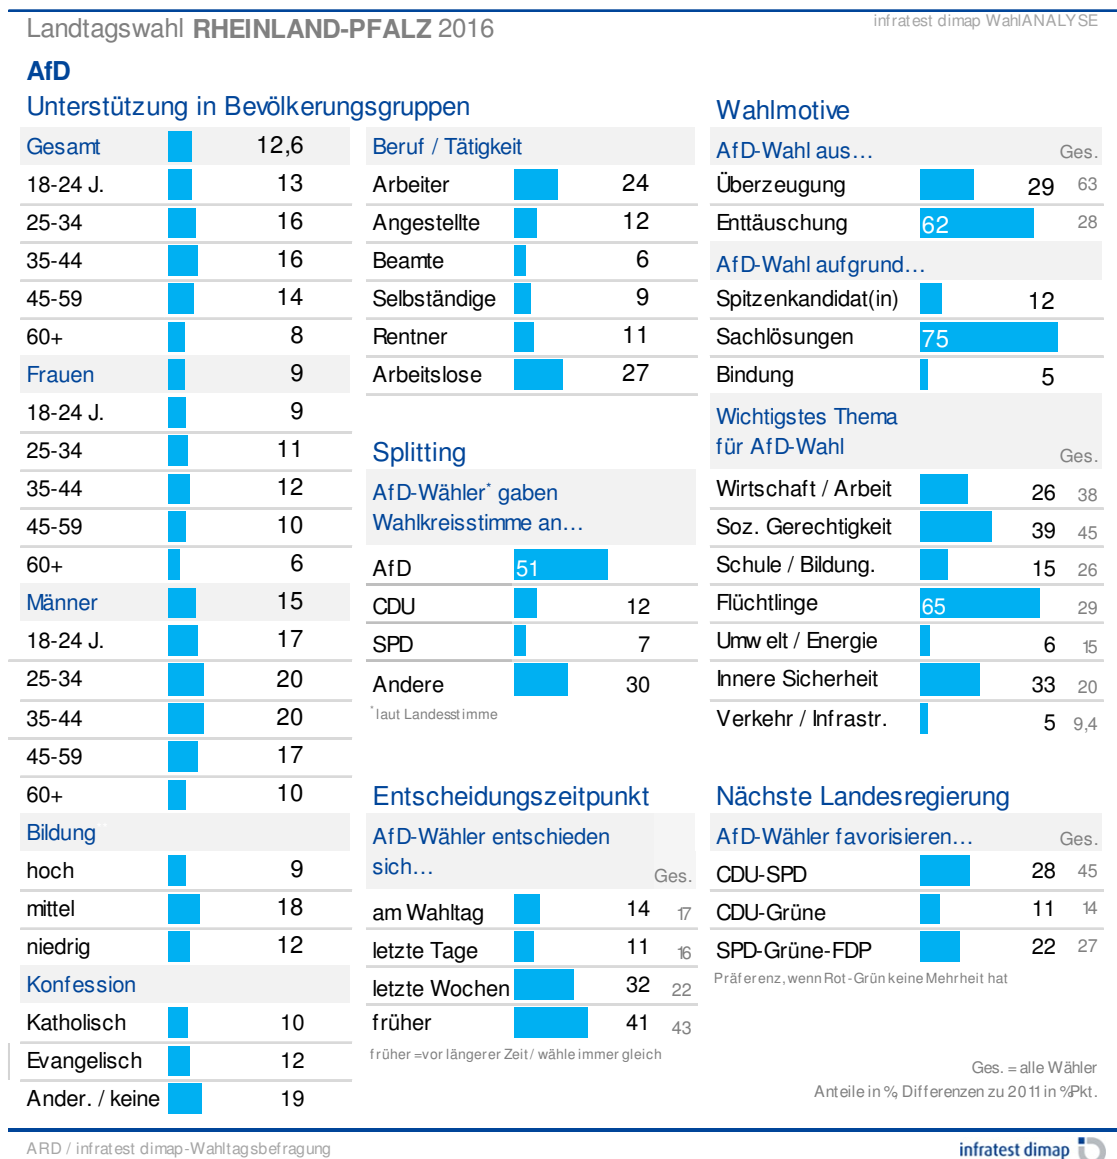 Landtagswahl RHEINLAND-PFALZ 2016
infratest dimap WahlANALYSE
AfD
Unterstützung in Bevölkerungsgruppen
Gesamt 12,6
18-24 J. 13
25-34 16
35-44 16
45-59 14
60+ 8
Frauen 9
18-24 J. 9
25-34 11
35-44 12
45-59 10
60+ 6
Männer 15
18-24 J. 17
25-34 20
35-44 20
45-59 17
60+ 10
Bildung
hoch 9
mittel 18
niedrig 12
Konfession
Katholisch 10
Evangelisch 12
Ander. / keine 19
Beruf / Tätigkeit
Arbeiter 24
Angestellte 12
Beamte 6
Selbständige 9
Rentner 11
Arbeitslose 27
Splitting
AfD-Wähler* gaben
Wahlkreisstimme an…
AfD 51
CDU 12
SPD 7
Andere 30
*laut Landesstimme
Entscheidungszeitpunkt
AfD-Wähler entschieden
sich… Ges.
am Wahltag 14 17
letzte Tage 11 16
letzte Wochen 32 22
früher 41 43
früher =vor längerer Zeit / wähle immer gleich
Wahlmotive
AfD-Wahl aus… Ges.
Überzeugung 29 63
Enttäuschung 62 28
AfD-Wahl aufgrund…
Spitzenkandidat(in) 12
Sachlösungen 75
Bindung 5
Wichtigstes Thema
für AfD-Wahl Ges.
Wirtschaft / Arbeit 26 38
Soz. Gerechtigkeit 39 45
Schule / Bildung. 15 26
Flüchtlinge 65 29
Umwelt / Energie 6 15
Innere Sicherheit 33 20
Verkehr / Infrastr. 5 9,4
Nächste Landesregierung
AfD-Wähler favorisieren… Ges.
CDU-SPD 28 45
CDU-Grüne 11 14
SPD-Grüne-FDP 22 27
Präferenz, wenn Rot-Grün keine Mehrheit hat
Ges. = alle Wähler
Anteile in %, Differenzen zu 2011 in %Pkt.
ARD / infratest dimap-Wahltagsbefragung
infratest dimap